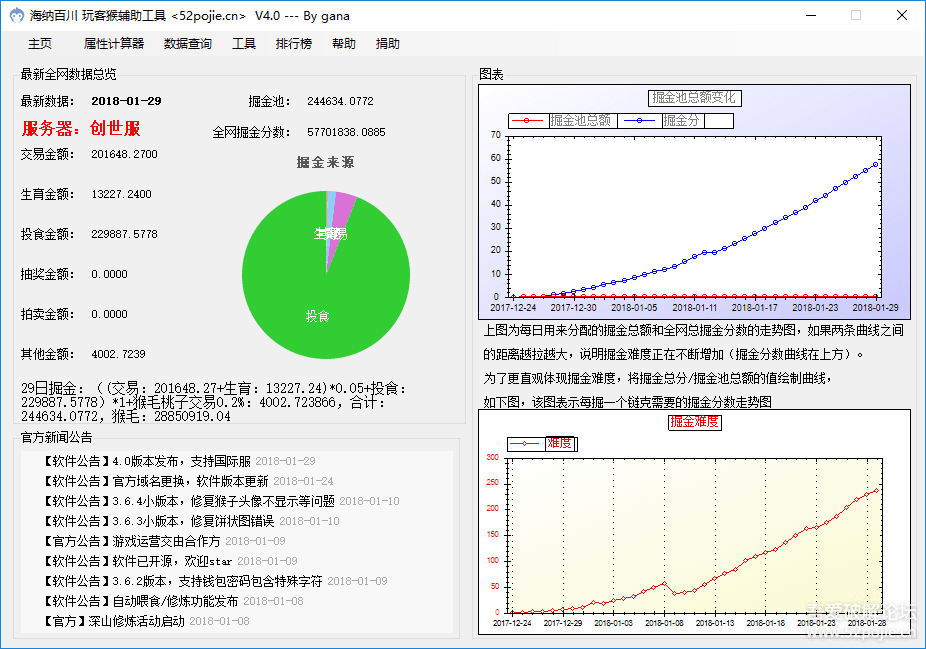 海纳百川 玩客猴辅助工具 <52pojie.cn> V4.0 --- By gana
主页 属性计算器 数据查询 工具 排行榜 帮助 捐助
最新全网数据总览
最新数据： 2018-01-29 掘金池： 244634.0772
服务器：创世服 全网掘金分数： 57701838.0885
交易金额： 201648.2700
生育金额： 13227.2400
投食金额： 229887.5778
抽奖金额： 0.0000
拍卖金额： 0.0000
其他金额： 4002.7239
掘金来源
投食
29日掘金：（(交易：201648.27+生育：13227.24)*0.05+投食：
229887.5778）*1+猴毛桃子交易0.2%：4002.723866，合计：
244634.0772，猴毛：28850919.04
官方新闻公告
【软件公告】4.0版本发布，支持国际服 2018-01-29
【软件公告】官方域名更换，软件版本更新 2018-01-24
【软件公告】3.6.4小版本，修复猴子头像不显示等问题 2018-01-10
【软件公告】3.6.3小版本，修复饼状图错误 2018-01-10
【官方公告】游戏运营交由合作方 2018-01-09
【软件公告】软件已开源，欢迎star 2018-01-09
【软件公告】3.6.2版本，支持钱包密码包含特殊字符 2018-01-09
【软件公告】自动喂食/修炼功能发布 2018-01-08
【官方】深山修炼活动启动 2018-01-08
图表
掘金池总额变化
掘金池总额 掘金分
70
60
50
40
30
20
10
0
2017-12-24 2017-12-30 2018-01-05 2018-01-11 2018-01-17 2018-01-23 2018-01-29
上图为每日用来分配的掘金总额和全网总掘金分数的走势图，如果两条曲线之间
的距离越拉越大，说明掘金难度正在不断增加（掘金分数曲线在上方）。
为了更直观体现掘金难度，将掘金总分/掘金池总额的值绘制曲线，
如下图，该图表示每掘一个链克需要的掘金分数走势图
掘金难度
难度
300
250
200
150
100
50
0
2017-12-24 2017-12-29 2018-01-03 2018-01-08 2018-01-13 2018-01-18 2018-01-23 2018-01-28
吾爱破解论坛
www.52pojie.cn